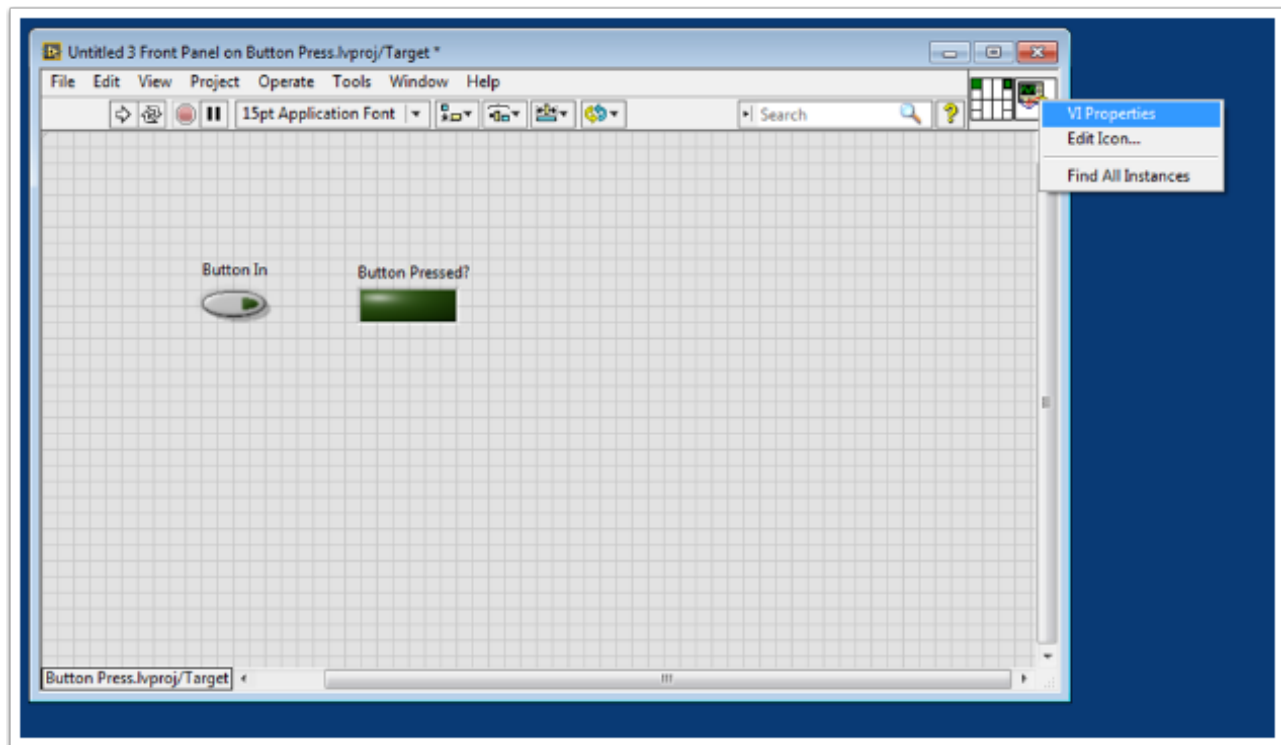 Untitled 3 Front Panel on Button Press.lvproj/Target *
File Edit View Project Operate Tools Window Help
15pt Application Font
Search
?
VI Properties
Edit Icon...
Find All Instances
Button In
Button Pressed?
Button Press.lvproj/Target